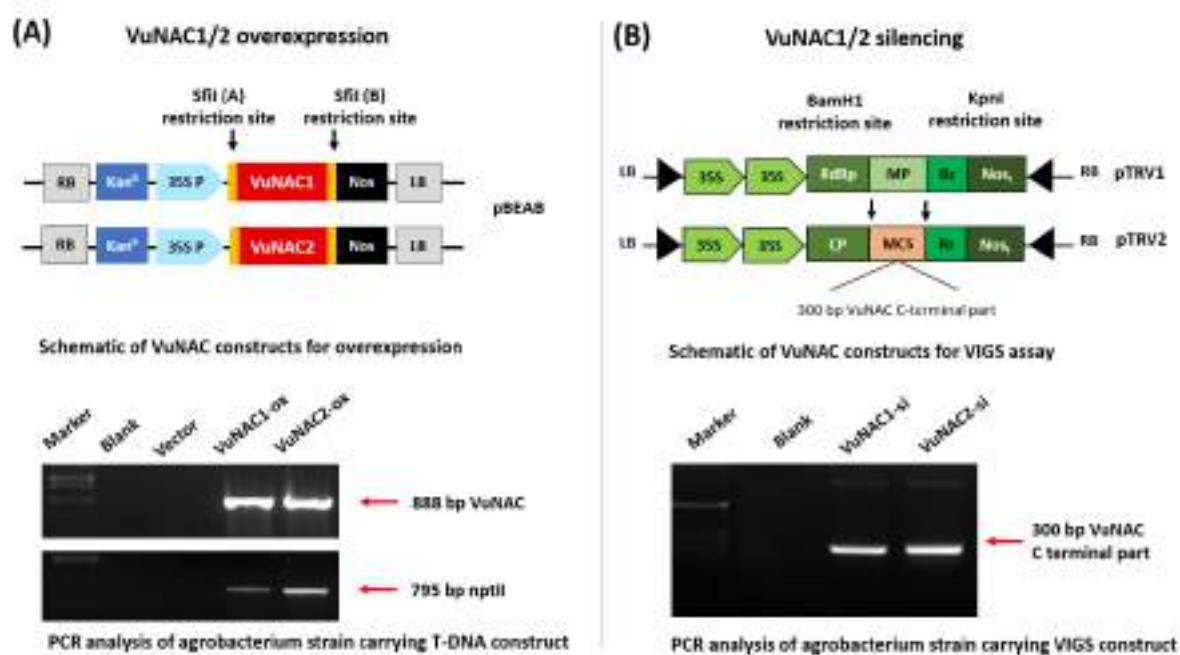 (A)
VuNAC1/2 overexpression
SfiI (A)
restriction site
SfiI (B)
restriction site
RB
Kanᴿ
35S P
VuNAC1
Nos
LB
pBEAB
RB
Kanᴿ
35S P
VuNAC2
Nos
LB
Schematic of VuNAC constructs for overexpression
Marker
Blank
Vector
VuNAC1-ox
VuNAC2-ox
888 bp VuNAC
795 bp nptII
PCR analysis of agrobacterium strain carrying T-DNA construct
(B)
VuNAC1/2 silencing
BamH1
restriction site
KpnI
restriction site
LB
35S
35S
RdRp
MP
Rz
Nosₜ
RB
pTRV1
LB
35S
35S
CP
MCS
Rz
Nosₜ
RB
pTRV2
300 bp VuNAC C-terminal part
Schematic of VuNAC constructs for VIGS assay
Marker
Blank
VuNAC1-si
VuNAC2-si
300 bp VuNAC
C terminal part
PCR analysis of agrobacterium strain carrying VIGS construct